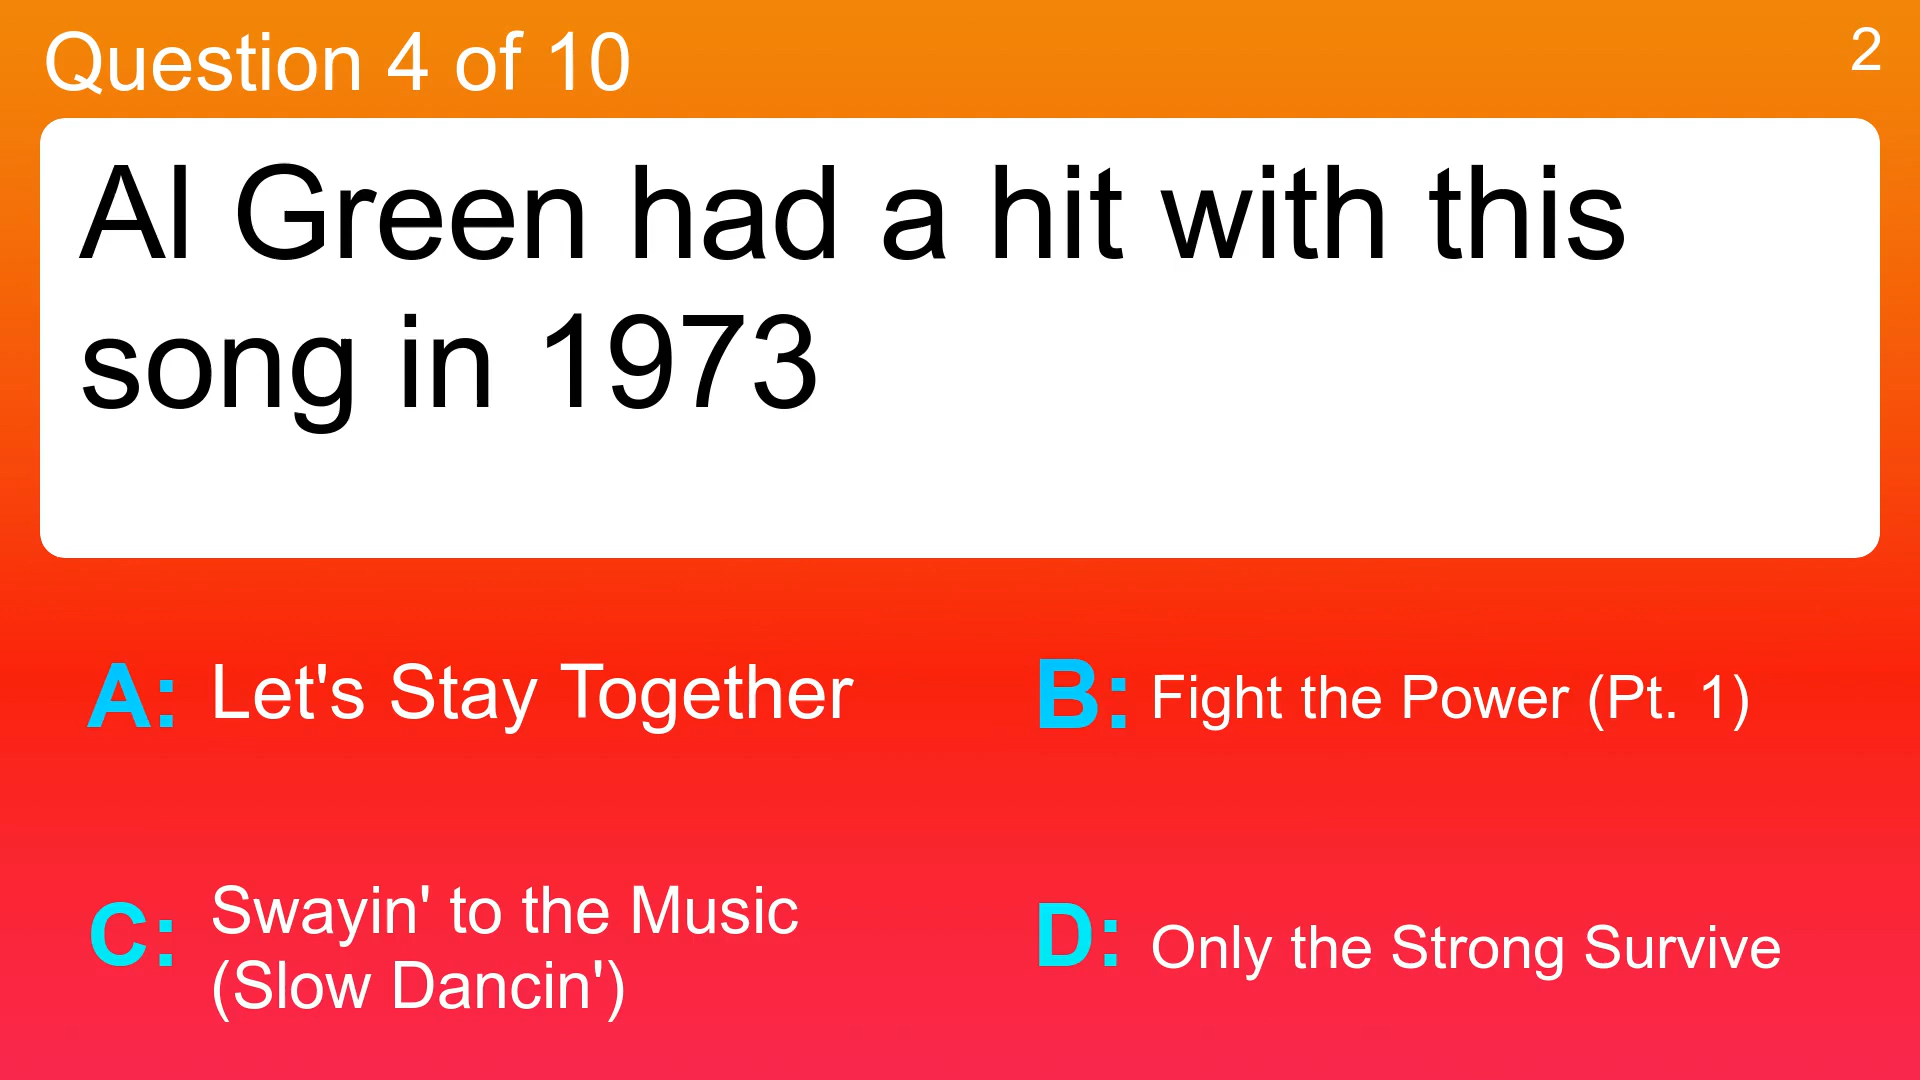 Question 4 of 10
2
Al Green had a hit with this
song in 1973
A: Let's Stay Together
B: Fight the Power (Pt. 1)
C: Swayin' to the Music
(Slow Dancin')
D: Only the Strong Survive